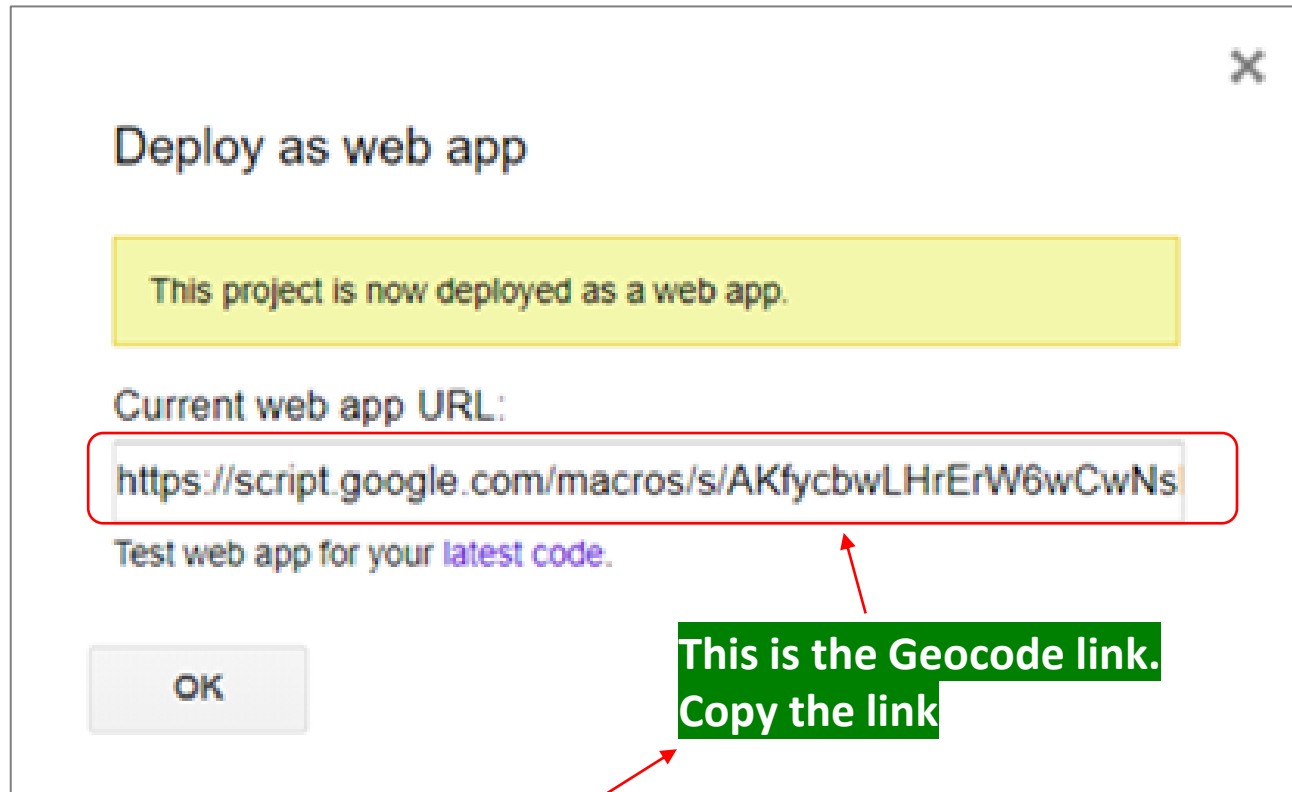 Deploy as web app
This project is now deployed as a web app.
Current web app URL:
https://script.google.com/macros/s/AKfycbwLHrErW6wCwNs
Test web app for your latest code.
This is the Geocode link.
Copy the link
OK